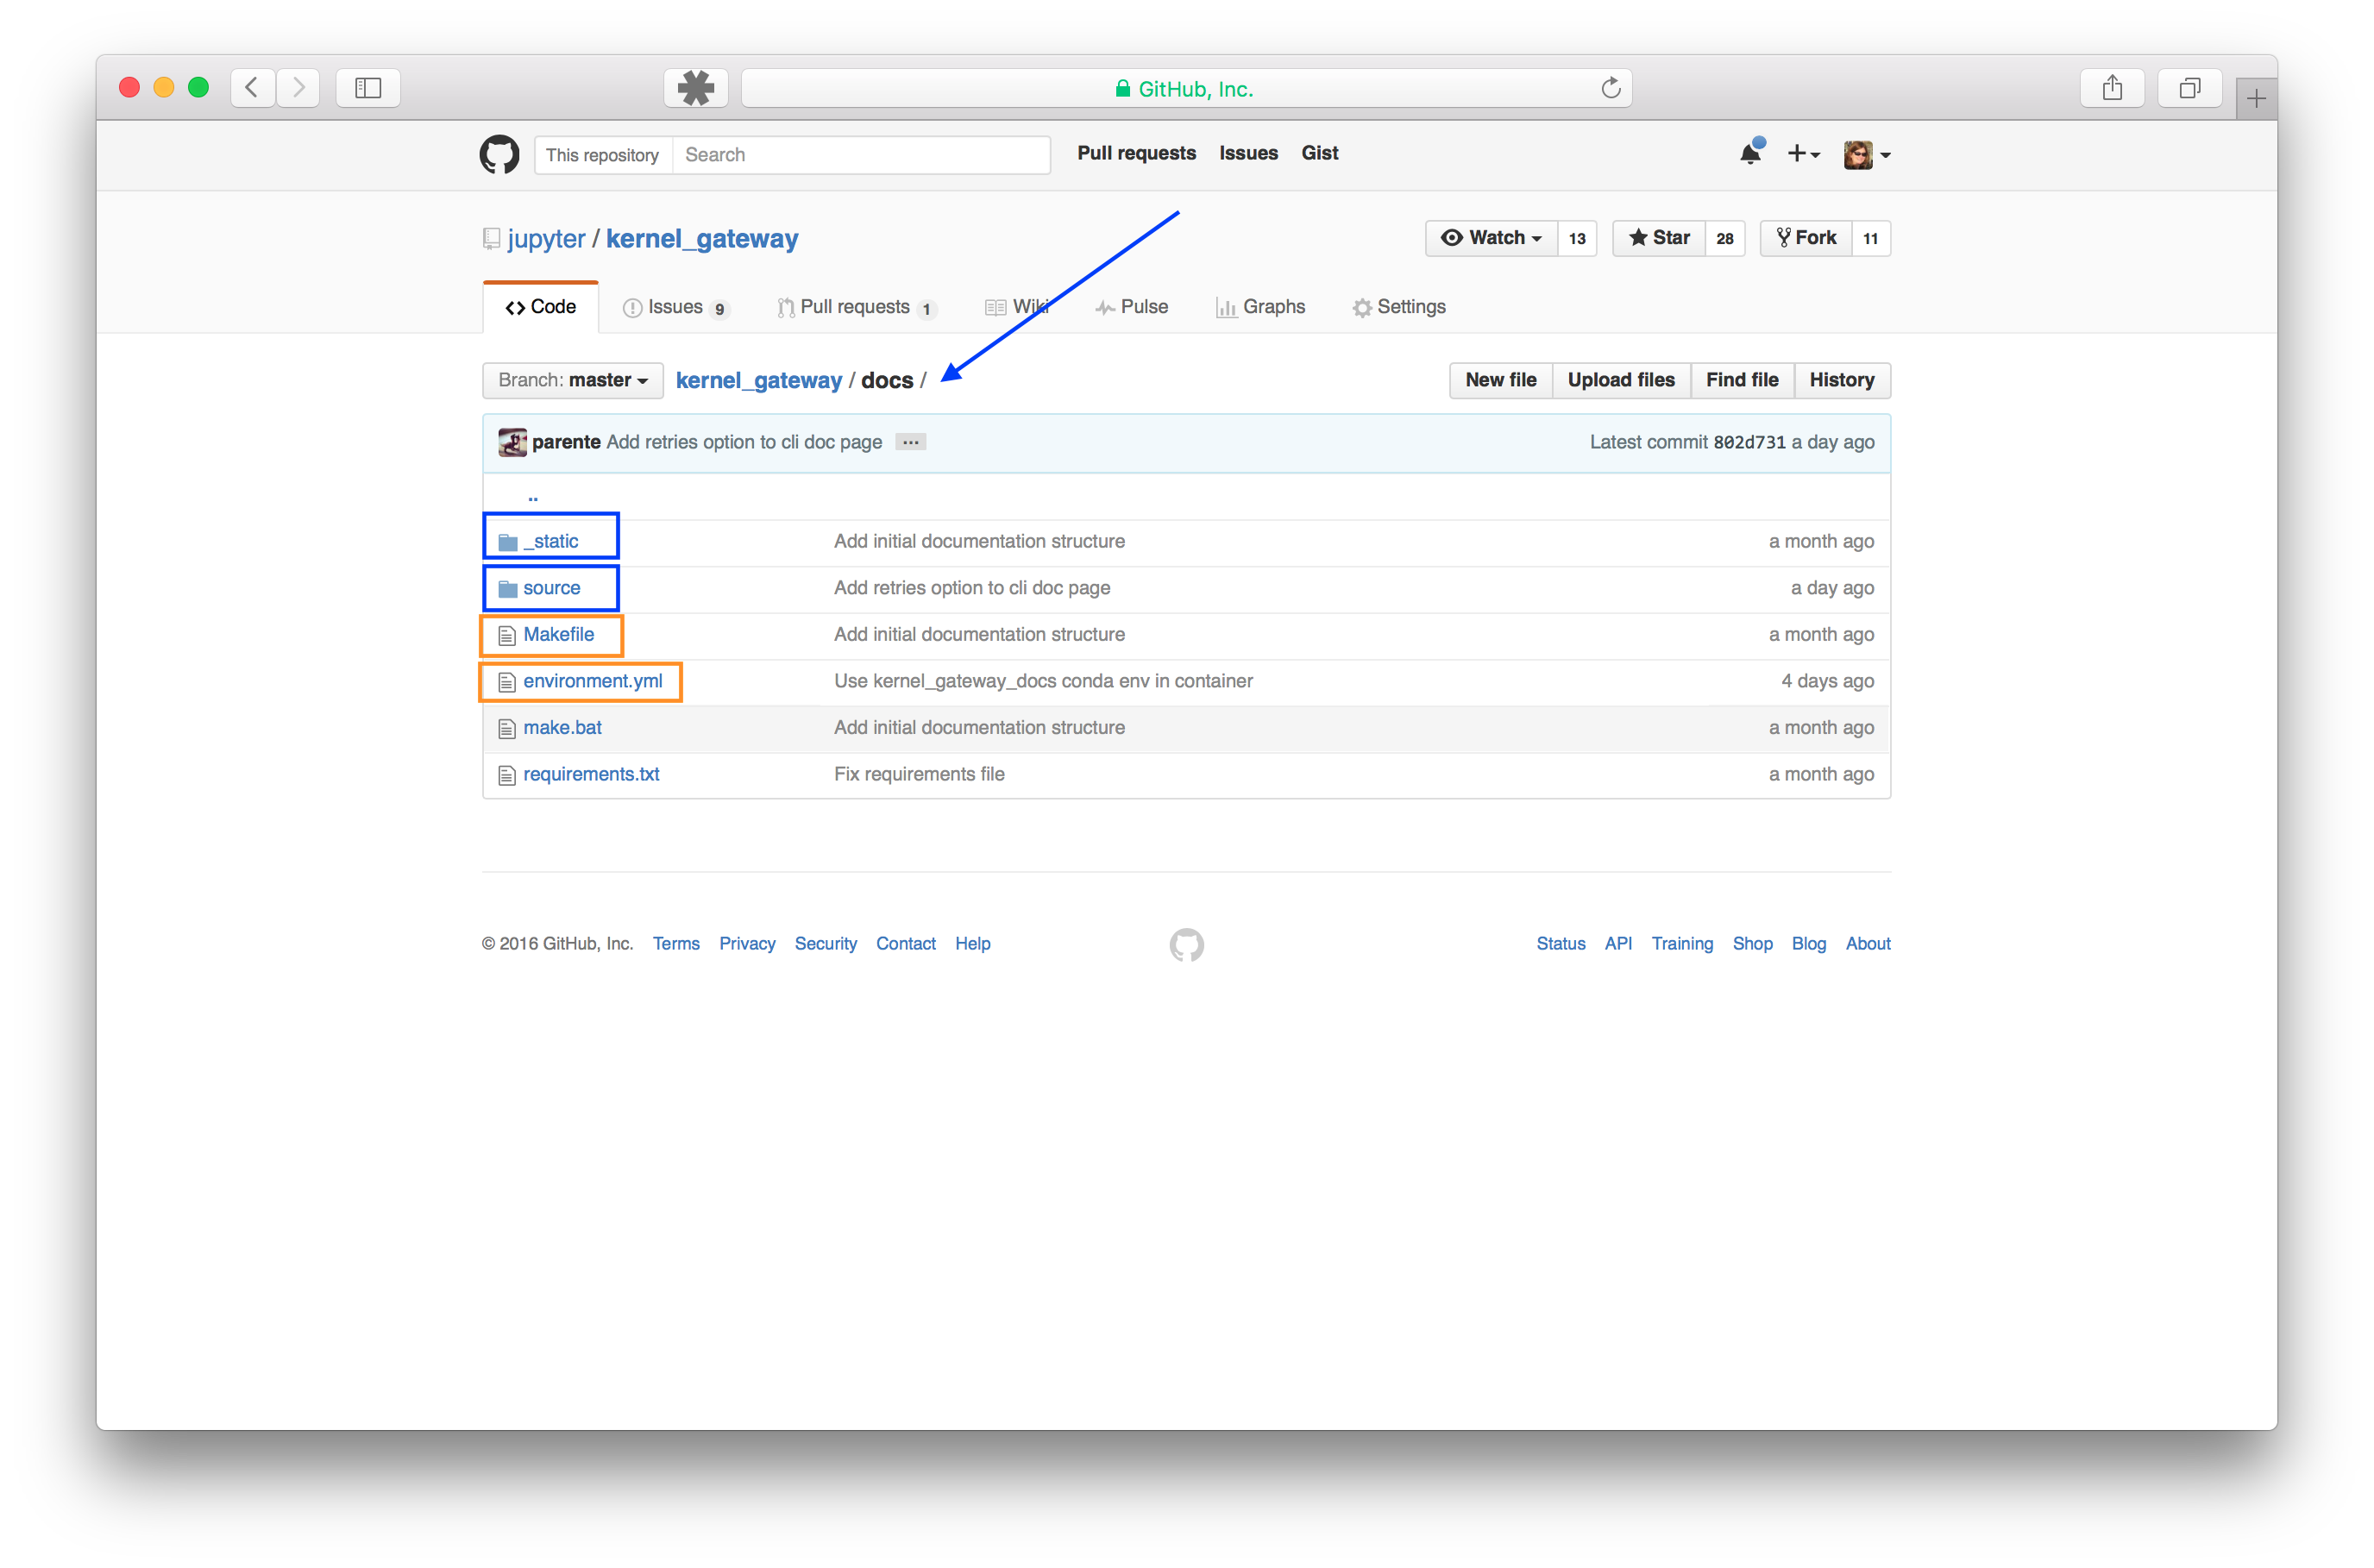 GitHub, Inc.
This repository Search Pull requests Issues Gist
jupyter / kernel_gateway Watch 13 Star 28 Fork 11
Code Issues 9 Pull requests 1 Wiki Pulse Graphs Settings
Branch: master kernel_gateway / docs / New file Upload files Find file History
parente Add retries option to cli doc page … Latest commit 802d731 a day ago
..
_static Add initial documentation structure a month ago
source Add retries option to cli doc page a day ago
Makefile Add initial documentation structure a month ago
environment.yml Use kernel_gateway_docs conda env in container 4 days ago
make.bat Add initial documentation structure a month ago
requirements.txt Fix requirements file a month ago
© 2016 GitHub, Inc. Terms Privacy Security Contact Help Status API Training Shop Blog About